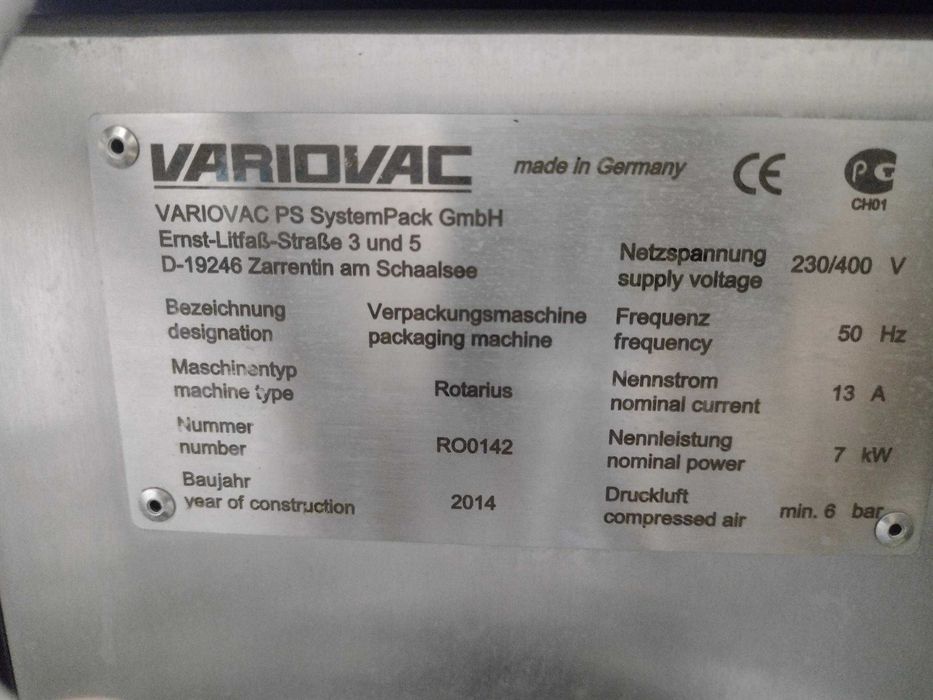 VARIOVAC
made in Germany
CE
PG
CH01
VARIOVAC PS SystemPack GmbH
Ernst-Litfaß-Straße 3 und 5
D-19246 Zarrentin am Schaalsee
Bezeichnung Verpackungsmaschine
designation packaging machine
Maschinentyp
machine type Rotarius
Nummer
number RO0142
Baujahr
year of construction 2014
Netzspannung
supply voltage 230/400 V
Frequenz
frequency 50 Hz
Nennstrom
nominal current 13 A
Nennleistung
nominal power 7 kW
Druckluft
compressed air min. 6 bar